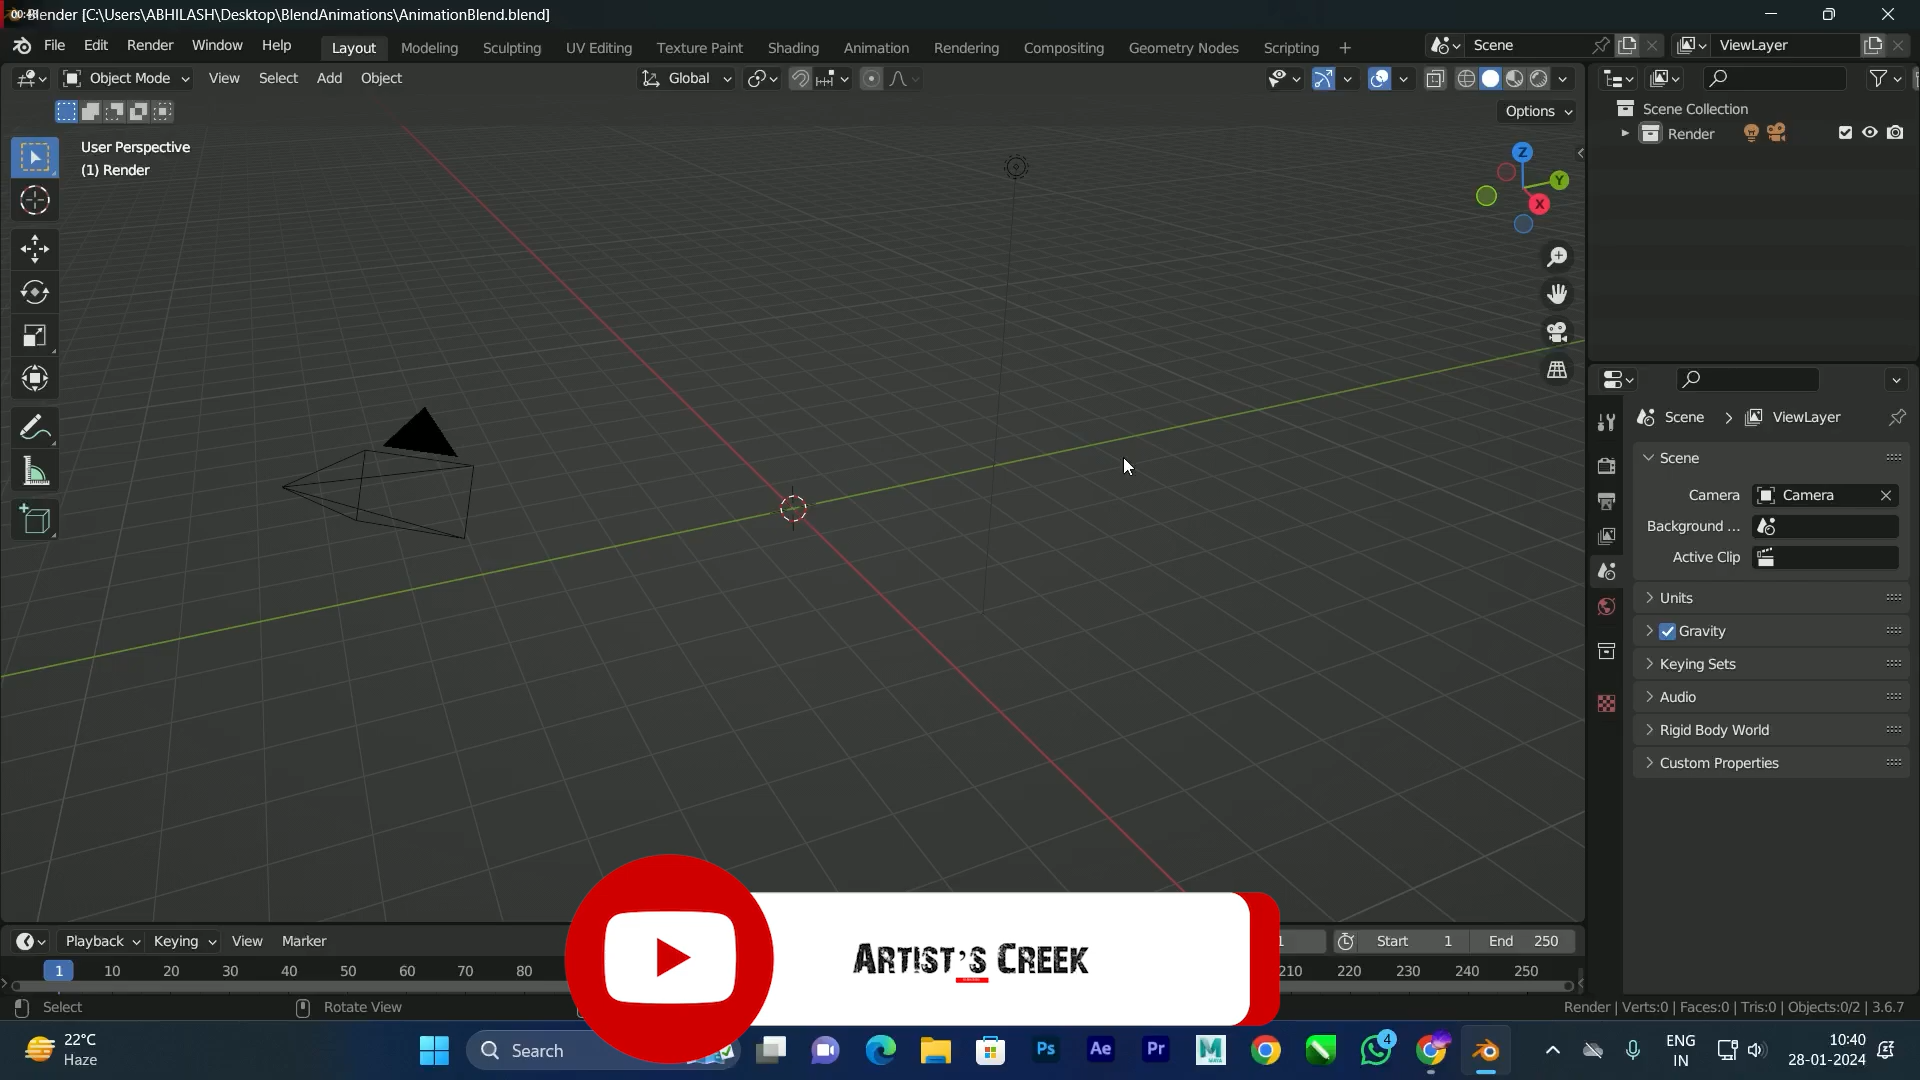 Blender [C:\Users\ABHILASH\Desktop\BlendAnimations\AnimationBlend.blend]
File Edit Render Window Help Layout Modeling Sculpting UV Editing Texture Paint Shading Animation Rendering Compositing Geometry Nodes Scripting + Scene ViewLayer
Object Mode View Select Add Object Global
Options
User Perspective
(1) Render
Z
Y
X
Scene Collection
Render
Scene > ViewLayer
Scene
Camera Camera
Background ...
Active Clip
Units
Gravity
Keying Sets
Audio
Rigid Body World
Custom Properties
ARTIST'S CREEK
Playback Keying View Marker 1 Start 1 End 250
1 10 20 30 40 50 60 70 80 210 220 230 240 250
Select Rotate View Render | Verts:0 | Faces:0 | Tris:0 | Objects:0/2 | 3.6.7
22°C
Haze
Search
Ps Ae Pr M 4
ENG
IN
10:40
28-01-2024